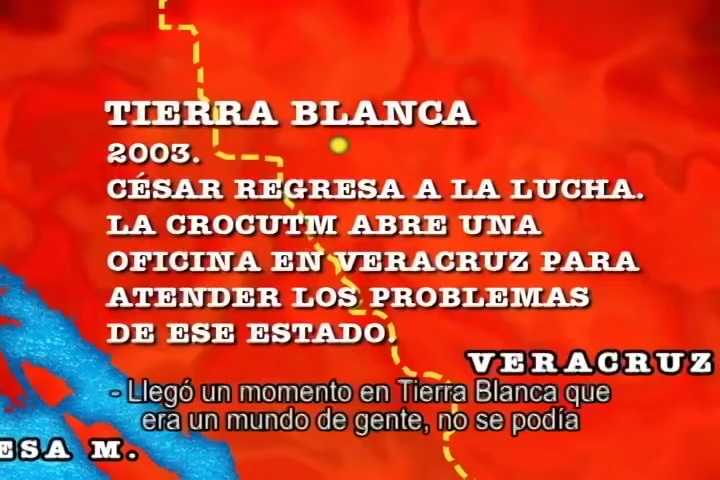 TIERRA BLANCA
2003.
CÉSAR REGRESA A LA LUCHA.
LA CROCUTM ABRE UNA
OFICINA EN VERACRUZ PARA
ATENDER LOS PROBLEMAS
DE ESE ESTADO.
VERACRUZ
- Llegó un momento en Tierra Blanca que
era un mundo de gente, no se podía
ESA M.